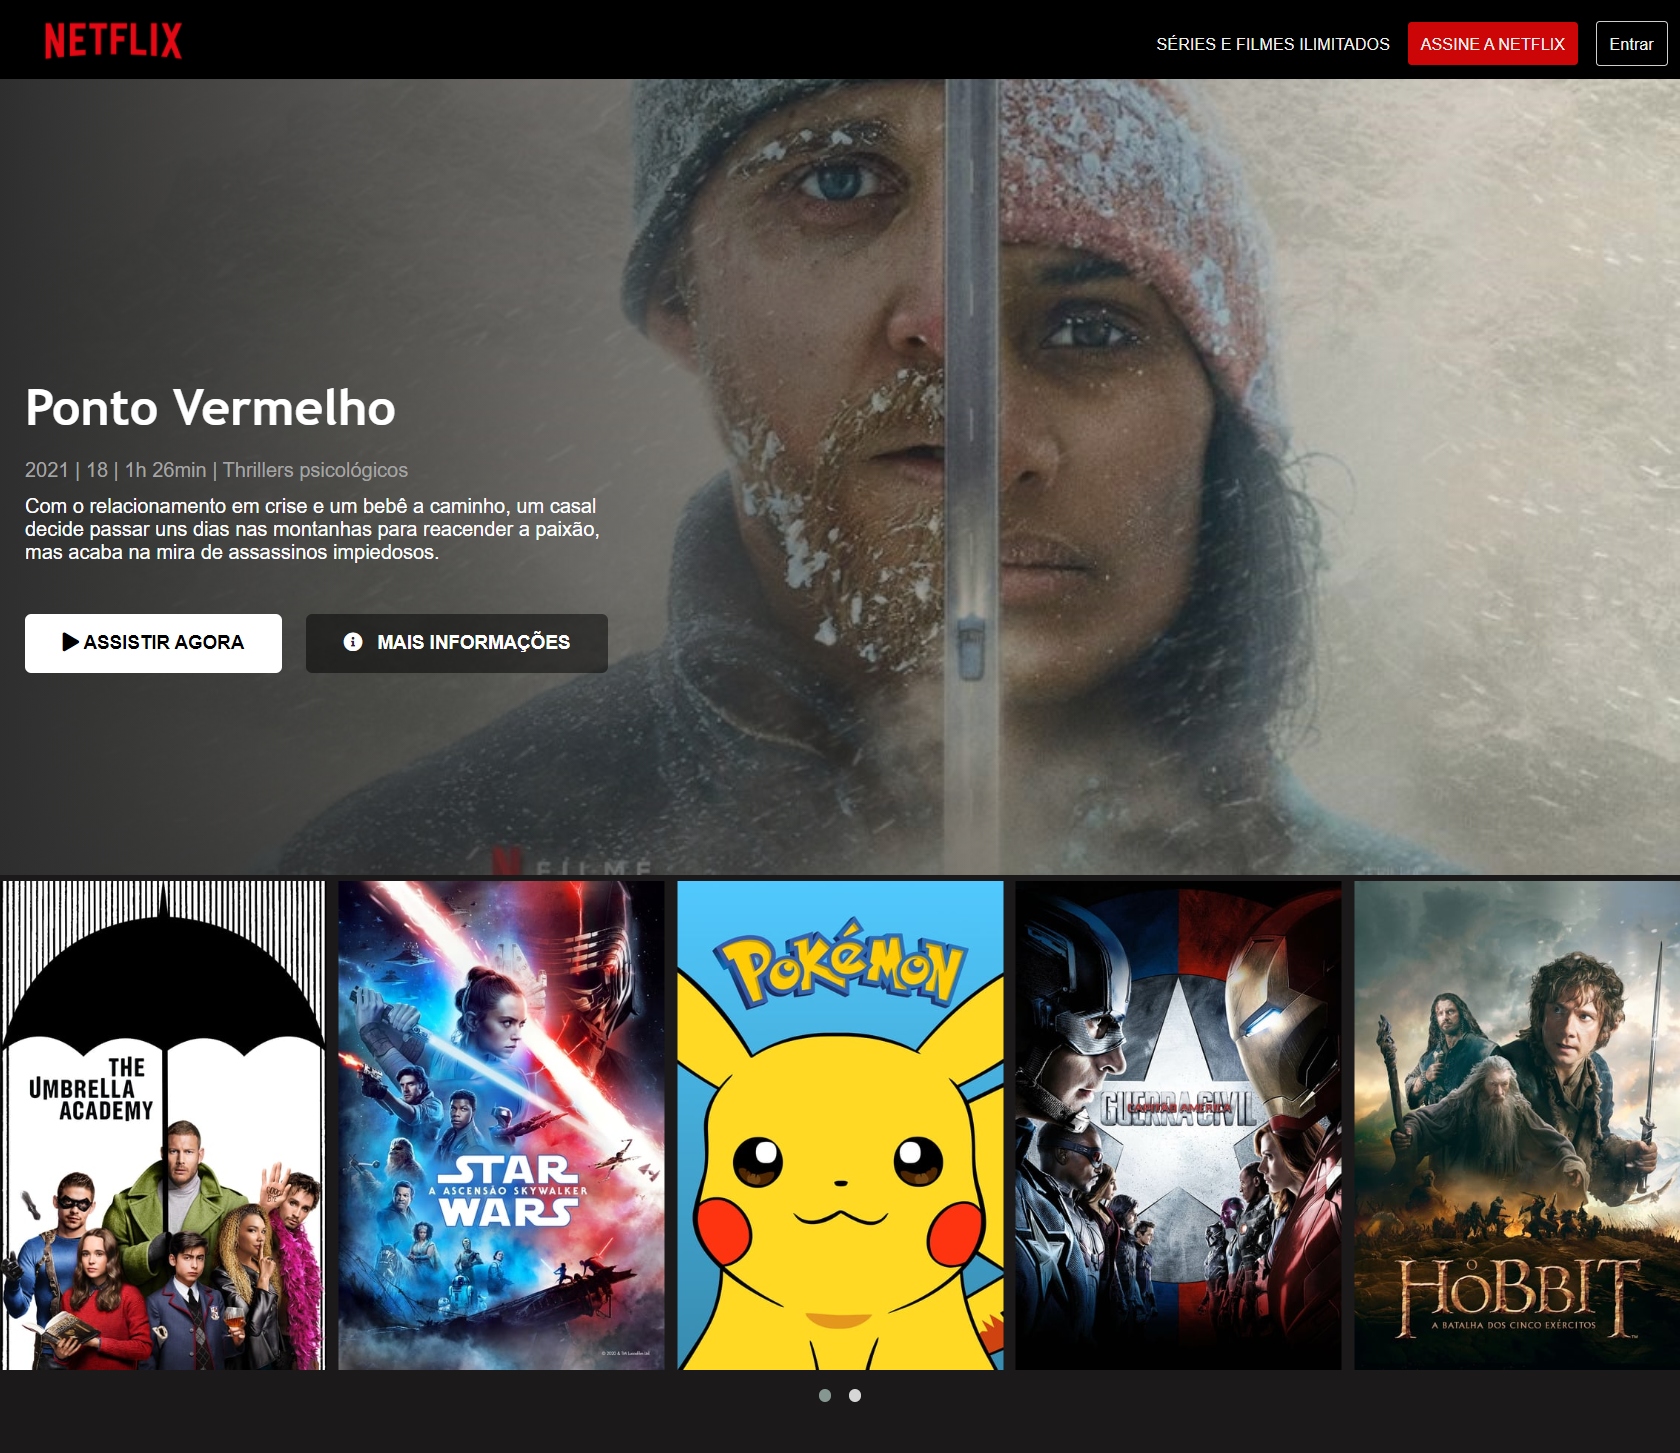 NETFLIX
SÉRIES E FILMES ILIMITADOS
ASSINE A NETFLIX
Entrar
Ponto Vermelho
2021 | 18 | 1h 26min | Thrillers psicológicos
Com o relacionamento em crise e um bebê a caminho, um casal
decide passar uns dias nas montanhas para reacender a paixão,
mas acaba na mira de assassinos impiedosos.
ASSISTIR AGORA
MAIS INFORMAÇÕES
N FILME
THE
UMBRELLA
ACADEMY
STAR
A ASCENSÃO SKYWALKER
WARS
POKÉMON
GUERRA CIVIL
CAPITÃO AMÉRICA
O
HOBBIT
A BATALHA DOS CINCO EXÉRCITOS